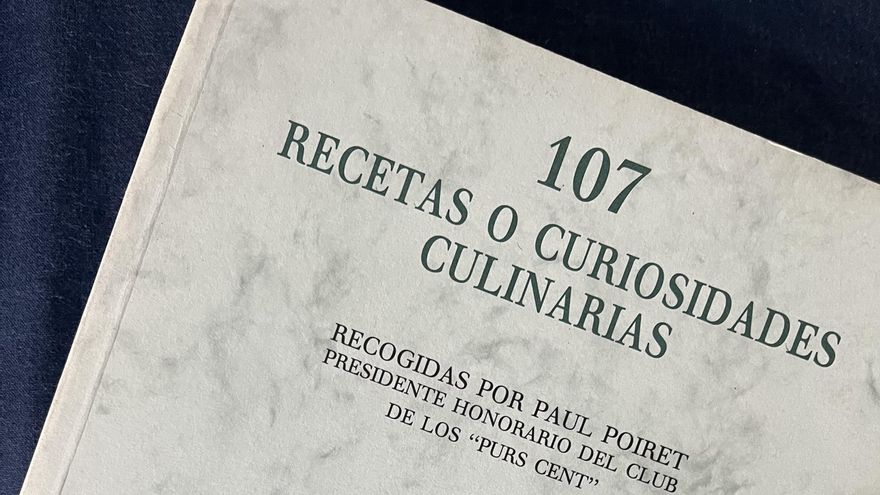 107
RECETAS O CURIOSIDADES
CULINARIAS
RECOGIDAS POR PAUL POIRET
PRESIDENTE HONORARIO DEL CLUB
DE LOS “PURS CENT”